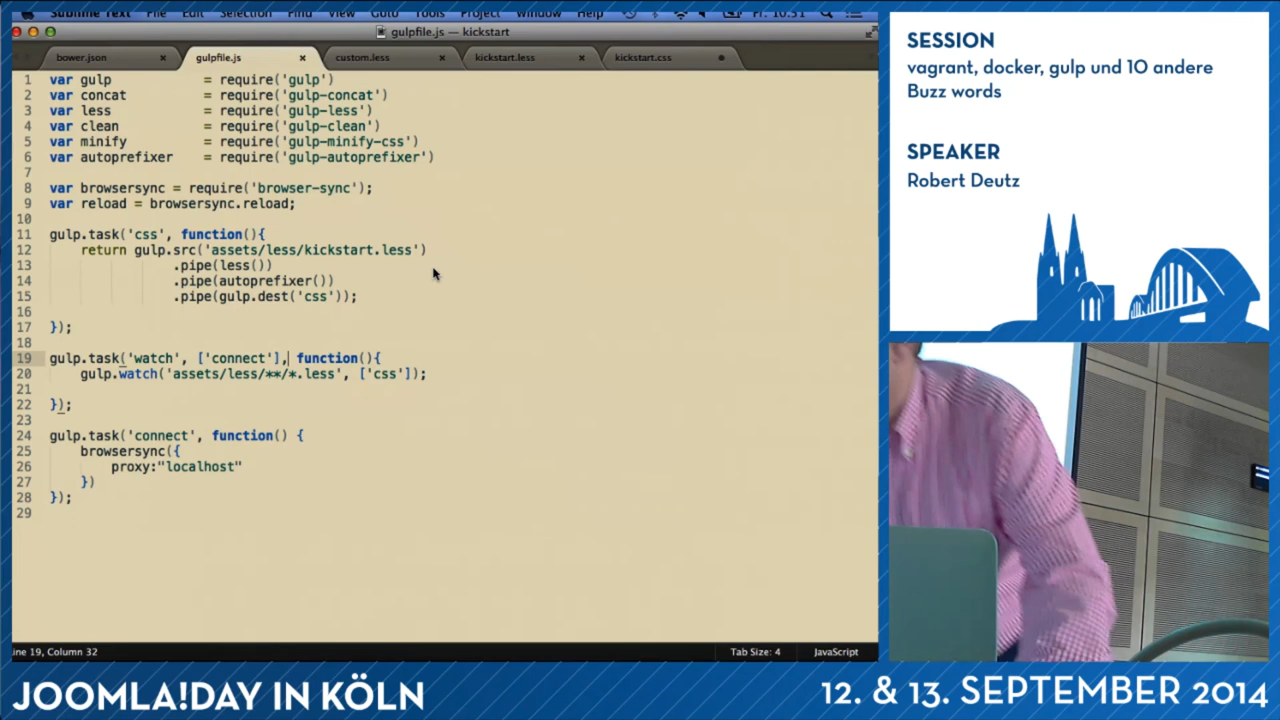 Sublime Text File Edit Selection Find View Goto Tools Project Window Help Fr. 10:51
gulpfile.js — kickstart
bower.json
gulpfile.js
custom.less
kickstart.less
kickstart.css
1 var gulp = require('gulp')
2 var concat = require('gulp-concat')
3 var less = require('gulp-less')
4 var clean = require('gulp-clean')
5 var minify = require('gulp-minify-css')
6 var autoprefixer = require('gulp-autoprefixer')
7
8 var browsersync = require('browser-sync');
9 var reload = browsersync.reload;
10
11 gulp.task('css', function(){
12 return gulp.src('assets/less/kickstart.less')
13 .pipe(less())
14 .pipe(autoprefixer())
15 .pipe(gulp.dest('css'));
16
17 });
18
19 gulp.task('watch', ['connect'], function(){
20 gulp.watch('assets/less/**/*.less', ['css']);
21
22 });
23
24 gulp.task('connect', function() {
25 browsersync({
26 proxy:"localhost"
27 })
28 });
29
ine 19, Column 32
Tab Size: 4
JavaScript
SESSION
vagrant, docker, gulp und 10 andere
Buzz words
SPEAKER
Robert Deutz
JOOMLA!DAY IN KÖLN
12. & 13. SEPTEMBER 2014